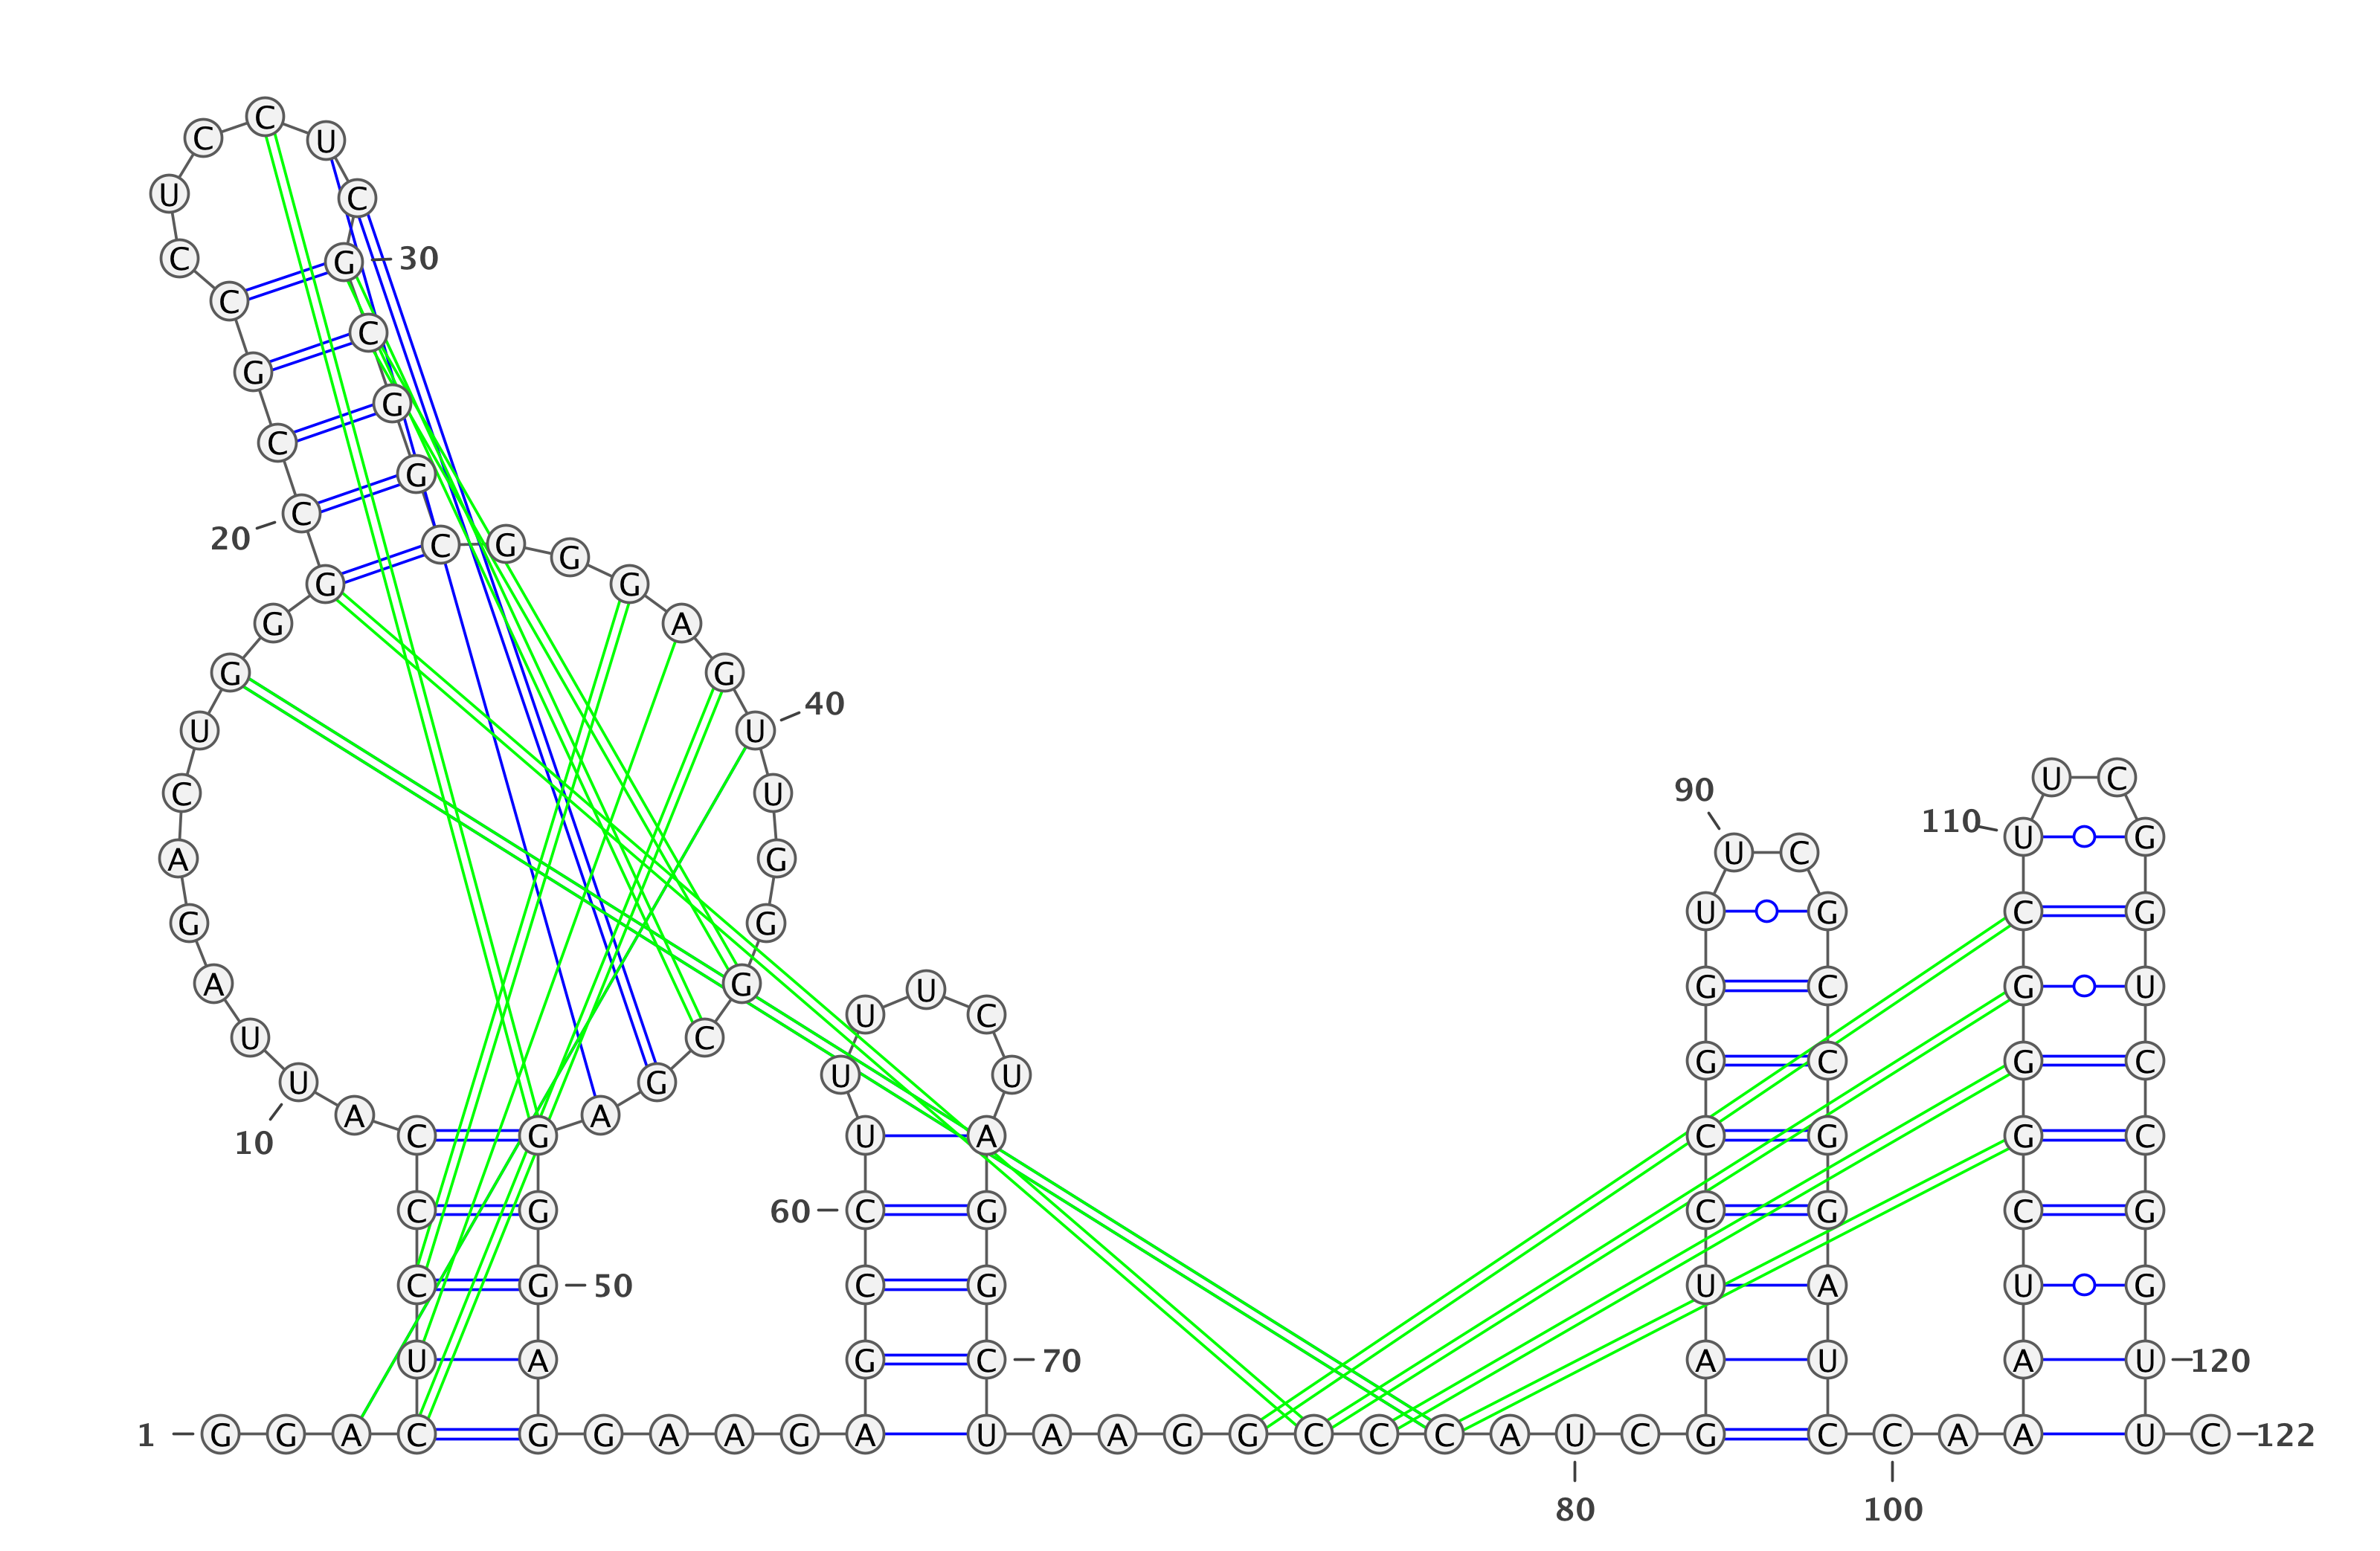 C
C U
U C
C G 30
C
C
G
G
C
G
C
20
C G G
G G
G A
G G
40
U U
U C
90
C U
110
U G
U C
A G
U G C G
G G
A G U G C G U
U U C
U C
G C G C
U U
U G
A A
C G U A C G G C
10
C G 60 C G C G C G
C G 50 C G U A U G
U A G C 70 A U A U 120
1 G G A C G G A A G A U A A G G C C C A U C G C C A A U C 122
80 100